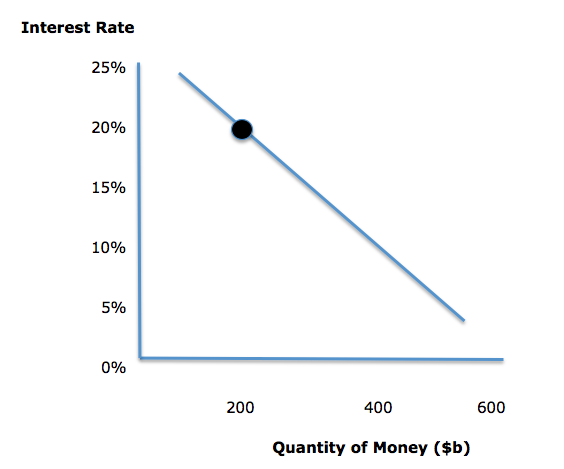 Interest Rate
25%
20%
15%
10%
5%
0%
200 400 600
Quantity of Money ($b)